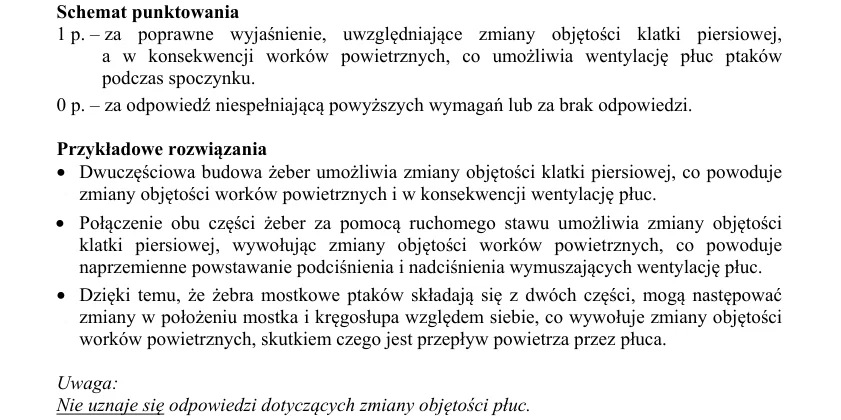 Schemat punktowania
1 p. – za poprawne wyjaśnienie, uwzględniające zmiany objętości klatki piersiowej,
a w konsekwencji worków powietrznych, co umożliwia wentylację płuc ptaków
podczas spoczynku.
0 p. – za odpowiedź niespełniającą powyższych wymagań lub za brak odpowiedzi.
Przykładowe rozwiązania
• Dwuczęściowa budowa żeber umożliwia zmiany objętości klatki piersiowej, co powoduje
zmiany objętości worków powietrznych i w konsekwencji wentylację płuc.
• Połączenie obu części żeber za pomocą ruchomego stawu umożliwia zmiany objętości
klatki piersiowej, wywołując zmiany objętości worków powietrznych, co powoduje
naprzemienne powstawanie podciśnienia i nadciśnienia wymuszających wentylację płuc.
• Dzięki temu, że żebra mostkowe ptaków składają się z dwóch części, mogą następować
zmiany w położeniu mostka i kręgosłupa względem siebie, co wywołuje zmiany objętości
worków powietrznych, skutkiem czego jest przepływ powietrza przez płuca.
Uwaga:
Nie uznaje się odpowiedzi dotyczących zmiany objętości płuc.